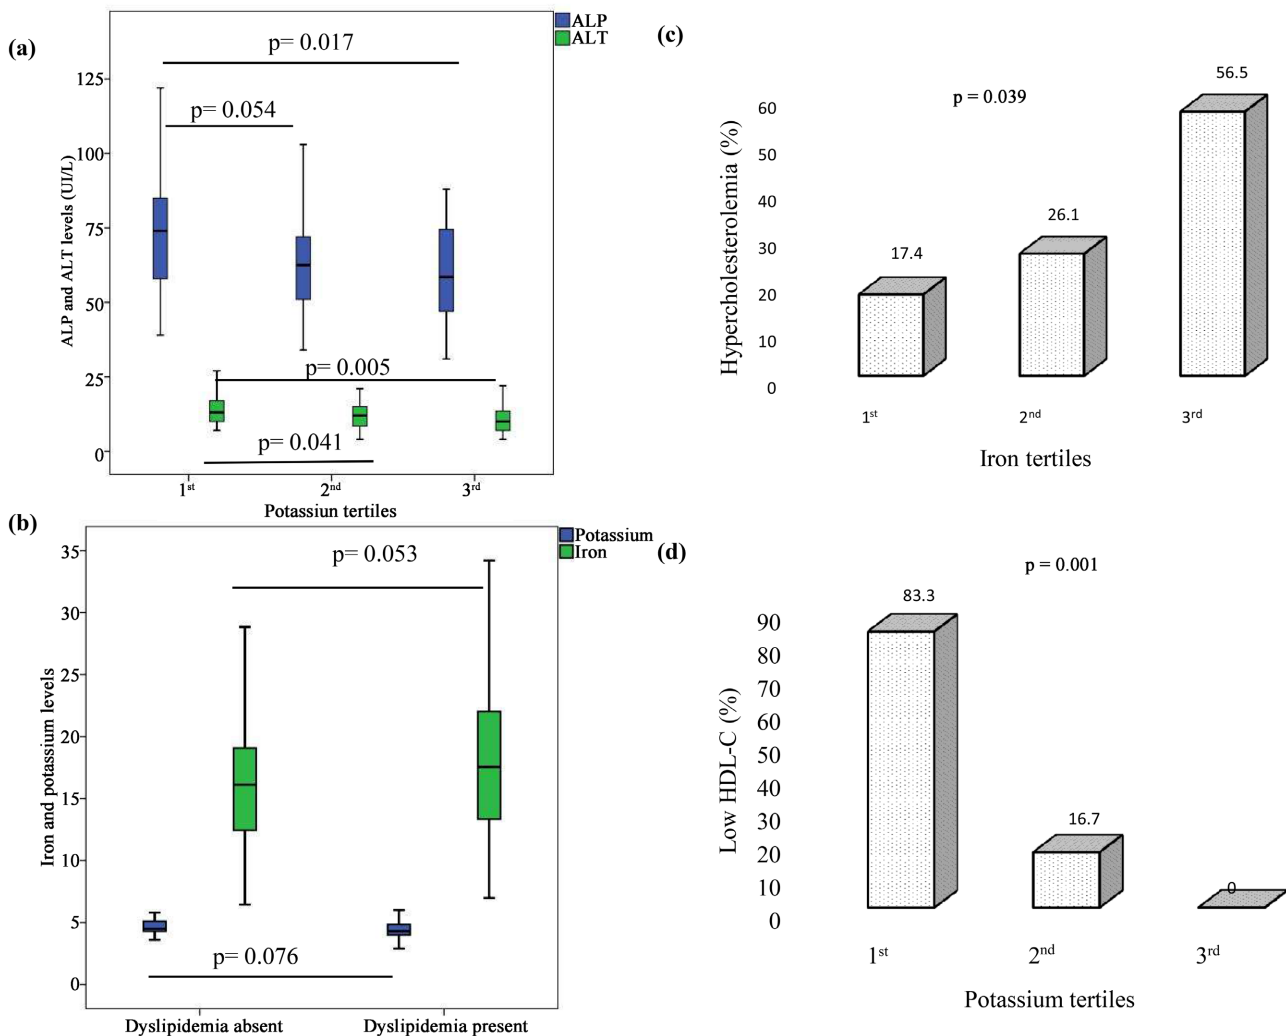 (a)
ALP
ALT
p= 0.017
p= 0.054
p= 0.005
p= 0.041
ALP and ALT levels (UI/L)
125
100
75
50
25
0
1st
2nd
3rd
Potassiun tertiles
(b)
Potassium
Iron
p= 0.053
p= 0.076
Iron and potassium levels
35
30
25
20
15
10
5
0
Dyslipidemia absent
Dyslipidemia present
(c)
p = 0.039
56.5
26.1
17.4
Hypercholesterolemia (%)
60
50
40
30
20
10
0
1st
2nd
3rd
Iron tertiles
(d)
p = 0.001
83.3
16.7
0
Low HDL-C (%)
90
80
70
60
50
40
30
20
10
0
1st
2nd
3rd
Potassium tertiles